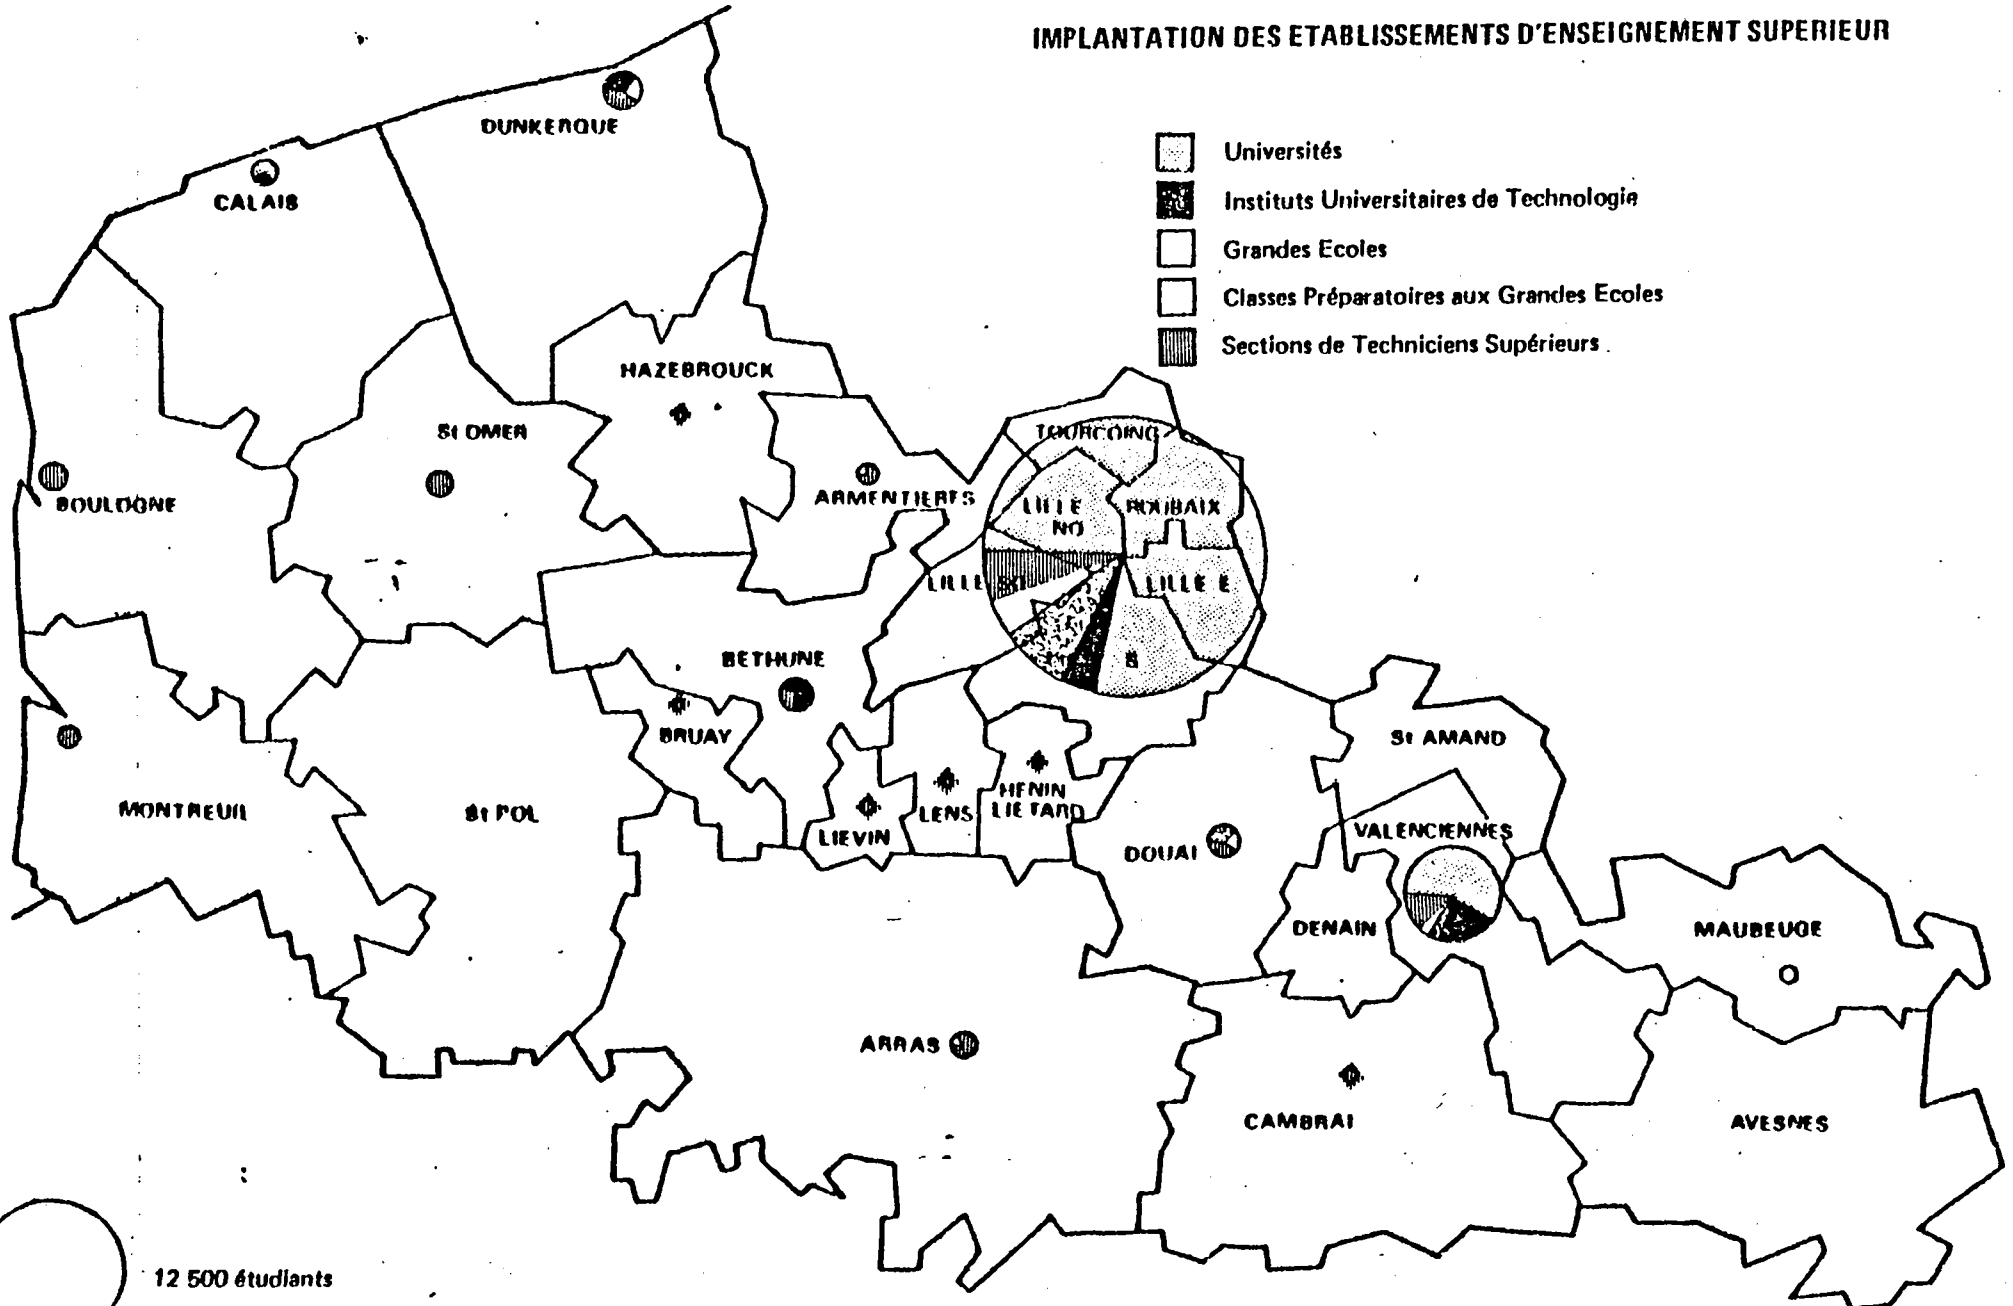 IMPLANTATION DES ETABLISSEMENTS D'ENSEIGNEMENT SUPERIEUR
Universités
Instituts Universitaires de Technologie
Grandes Ecoles
Classes Préparatoires aux Grandes Ecoles
Sections de Techniciens Supérieurs
DUNKERQUE
CALAIS
HAZEBROUCK
St OMER
TOURCOING
BOULOGNE
ARMENTIERES
LILLE
NO
ROUBAIX
LILLE SO
LILLE E
BETHUNE
S
BRUAY
St AMAND
MONTREUIL
St POL
LIEVIN
LENS
HENIN
LIETARD
VALENCIENNES
DOUAI
DENAIN
MAUBEUGE
ARRAS
CAMBRAI
AVESNES
12 500 étudiants